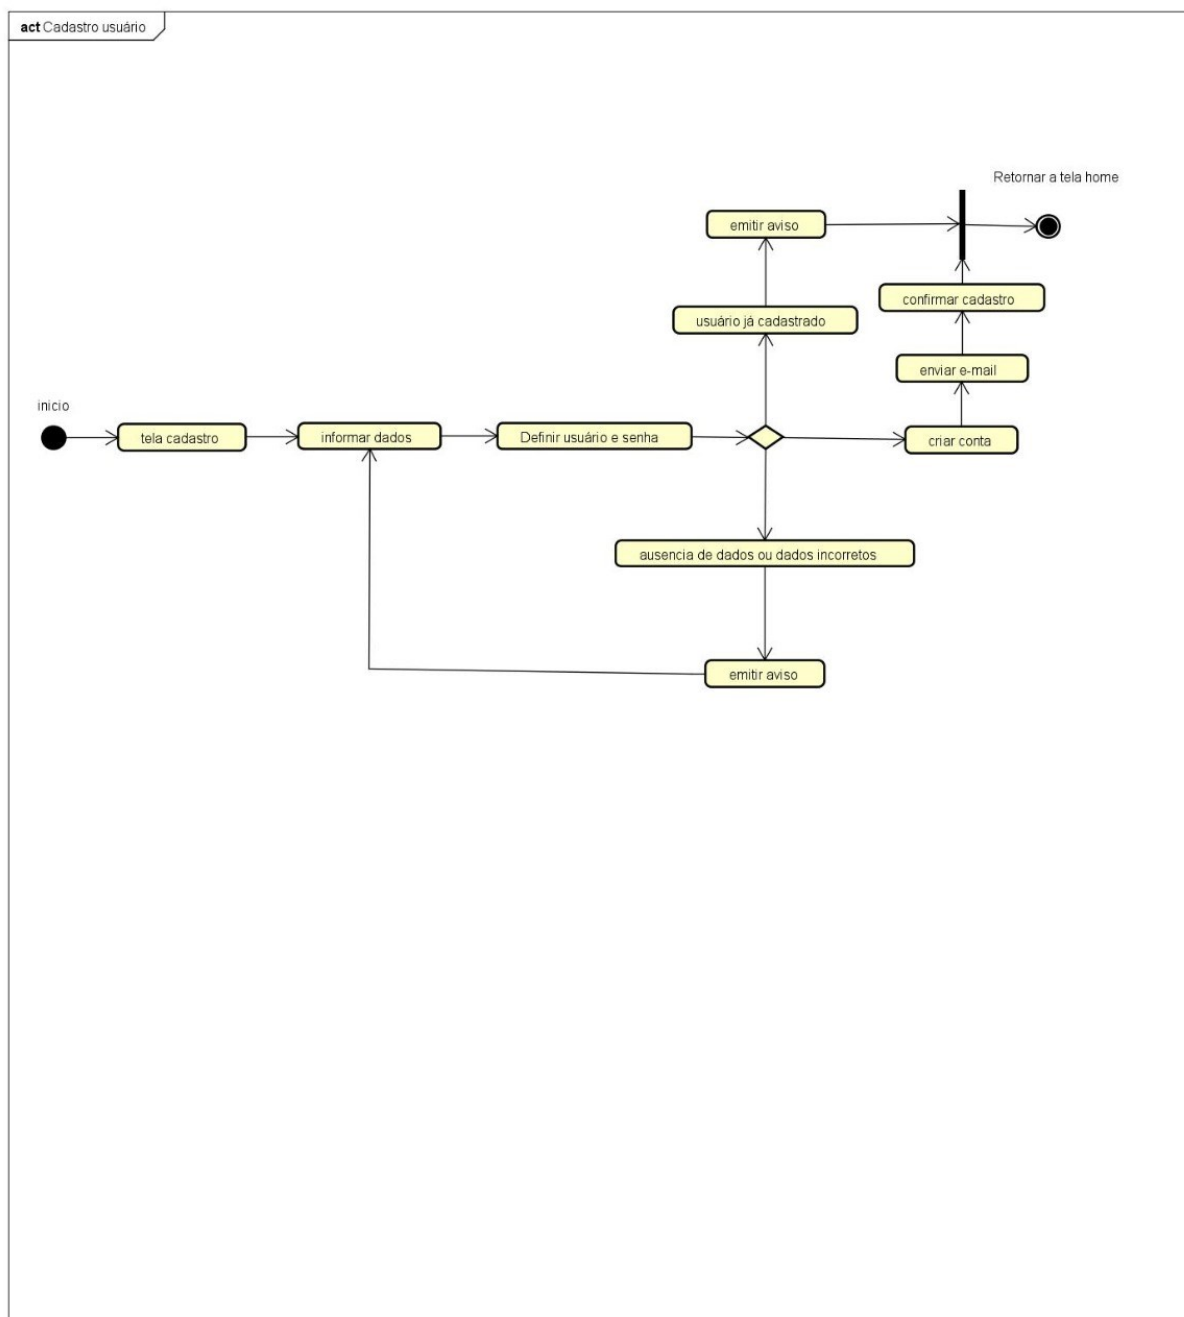 act Cadastro usuário
Retornar a tela home
emitir aviso
confirmar cadastro
usuário já cadastrado
enviar e-mail
inicio
tela cadastro
informar dados
Definir usuário e senha
criar conta
ausencia de dados ou dados incorretos
emitir aviso